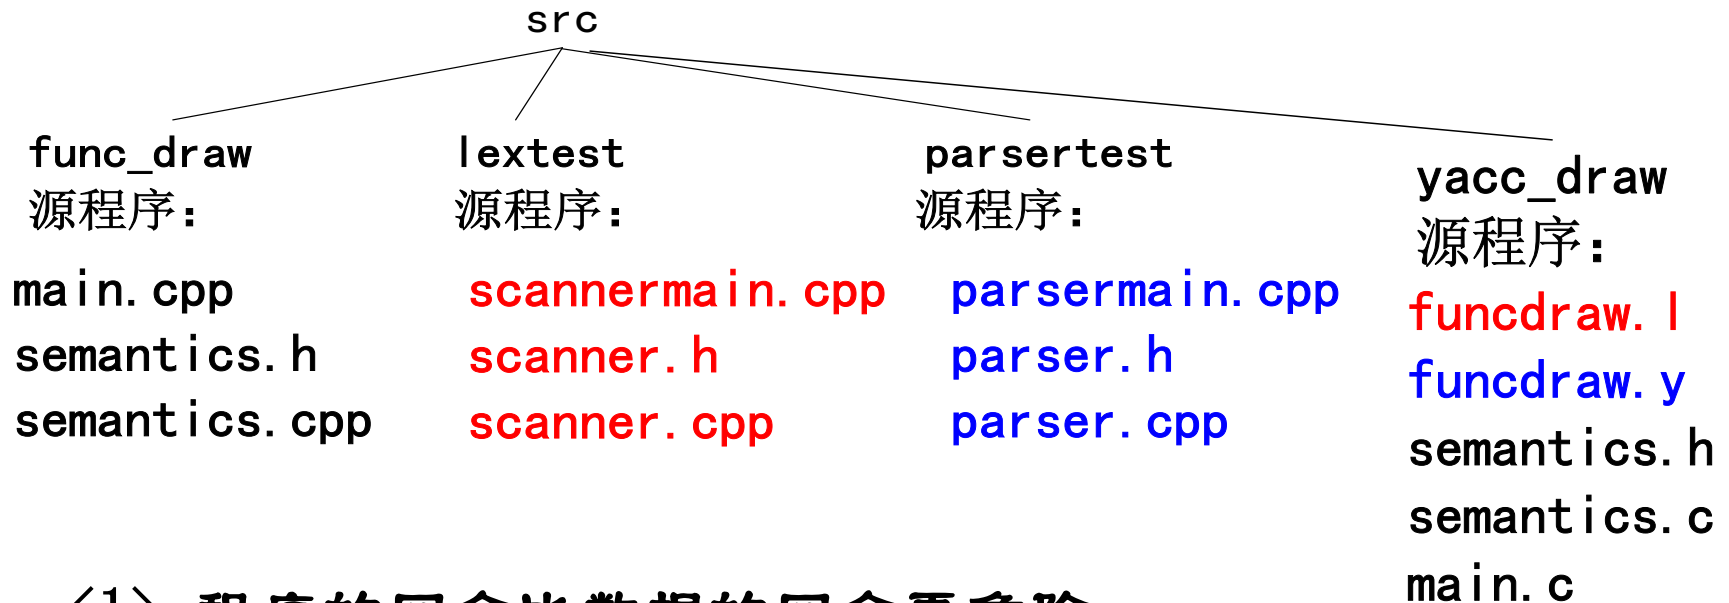 src
func_draw
源程序：
main.cpp
semantics.h
semantics.cpp
lextest
源程序：
scannermain.cpp
scanner.h
scanner.cpp
parsertest
源程序：
parsermain.cpp
parser.h
parser.cpp
yacc_draw
源程序：
funcdraw.l
funcdraw.y
semantics.h
semantics.c
main.c